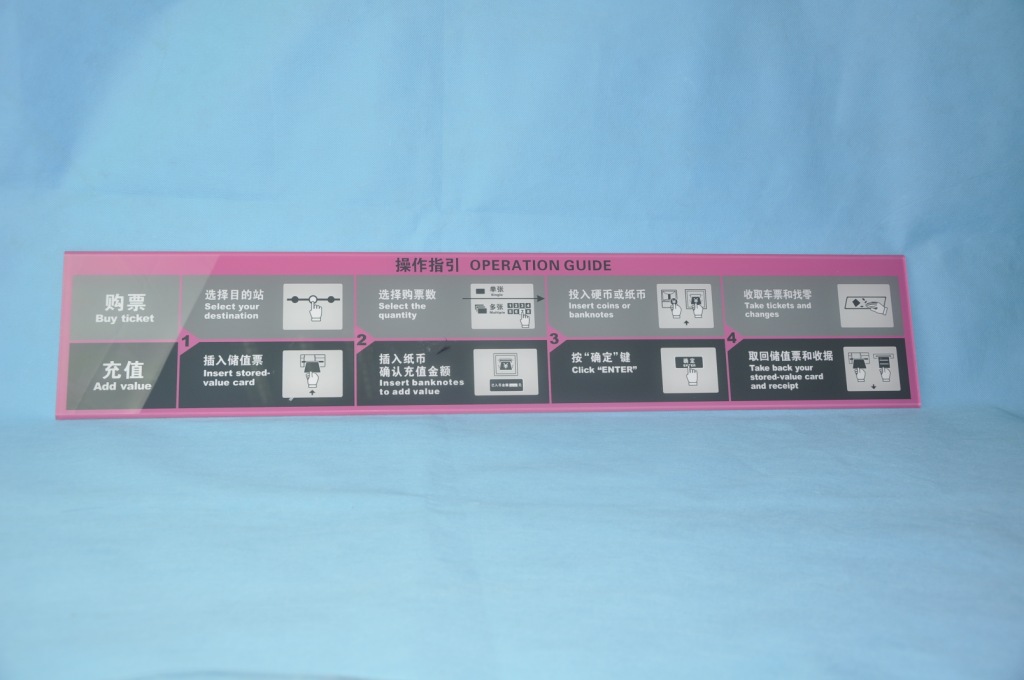 操作指引 OPERATION GUIDE
购票
Buy ticket
1
选择目的站
Select your
destination
2
选择购票数
Select the
quantity
单张
Single
多张
Multiple
3
投入硬币或纸币
Insert coins or
banknotes
4
收取车票和找零
Take tickets and
changes
充值
Add value
插入储值票
Insert stored-
value card
插入纸币
确认充值金额
Insert banknotes
to add value
按“确定”键
Click “ENTER”
确定
取回储值票和收据
Take back your
stored-value card
and receipt